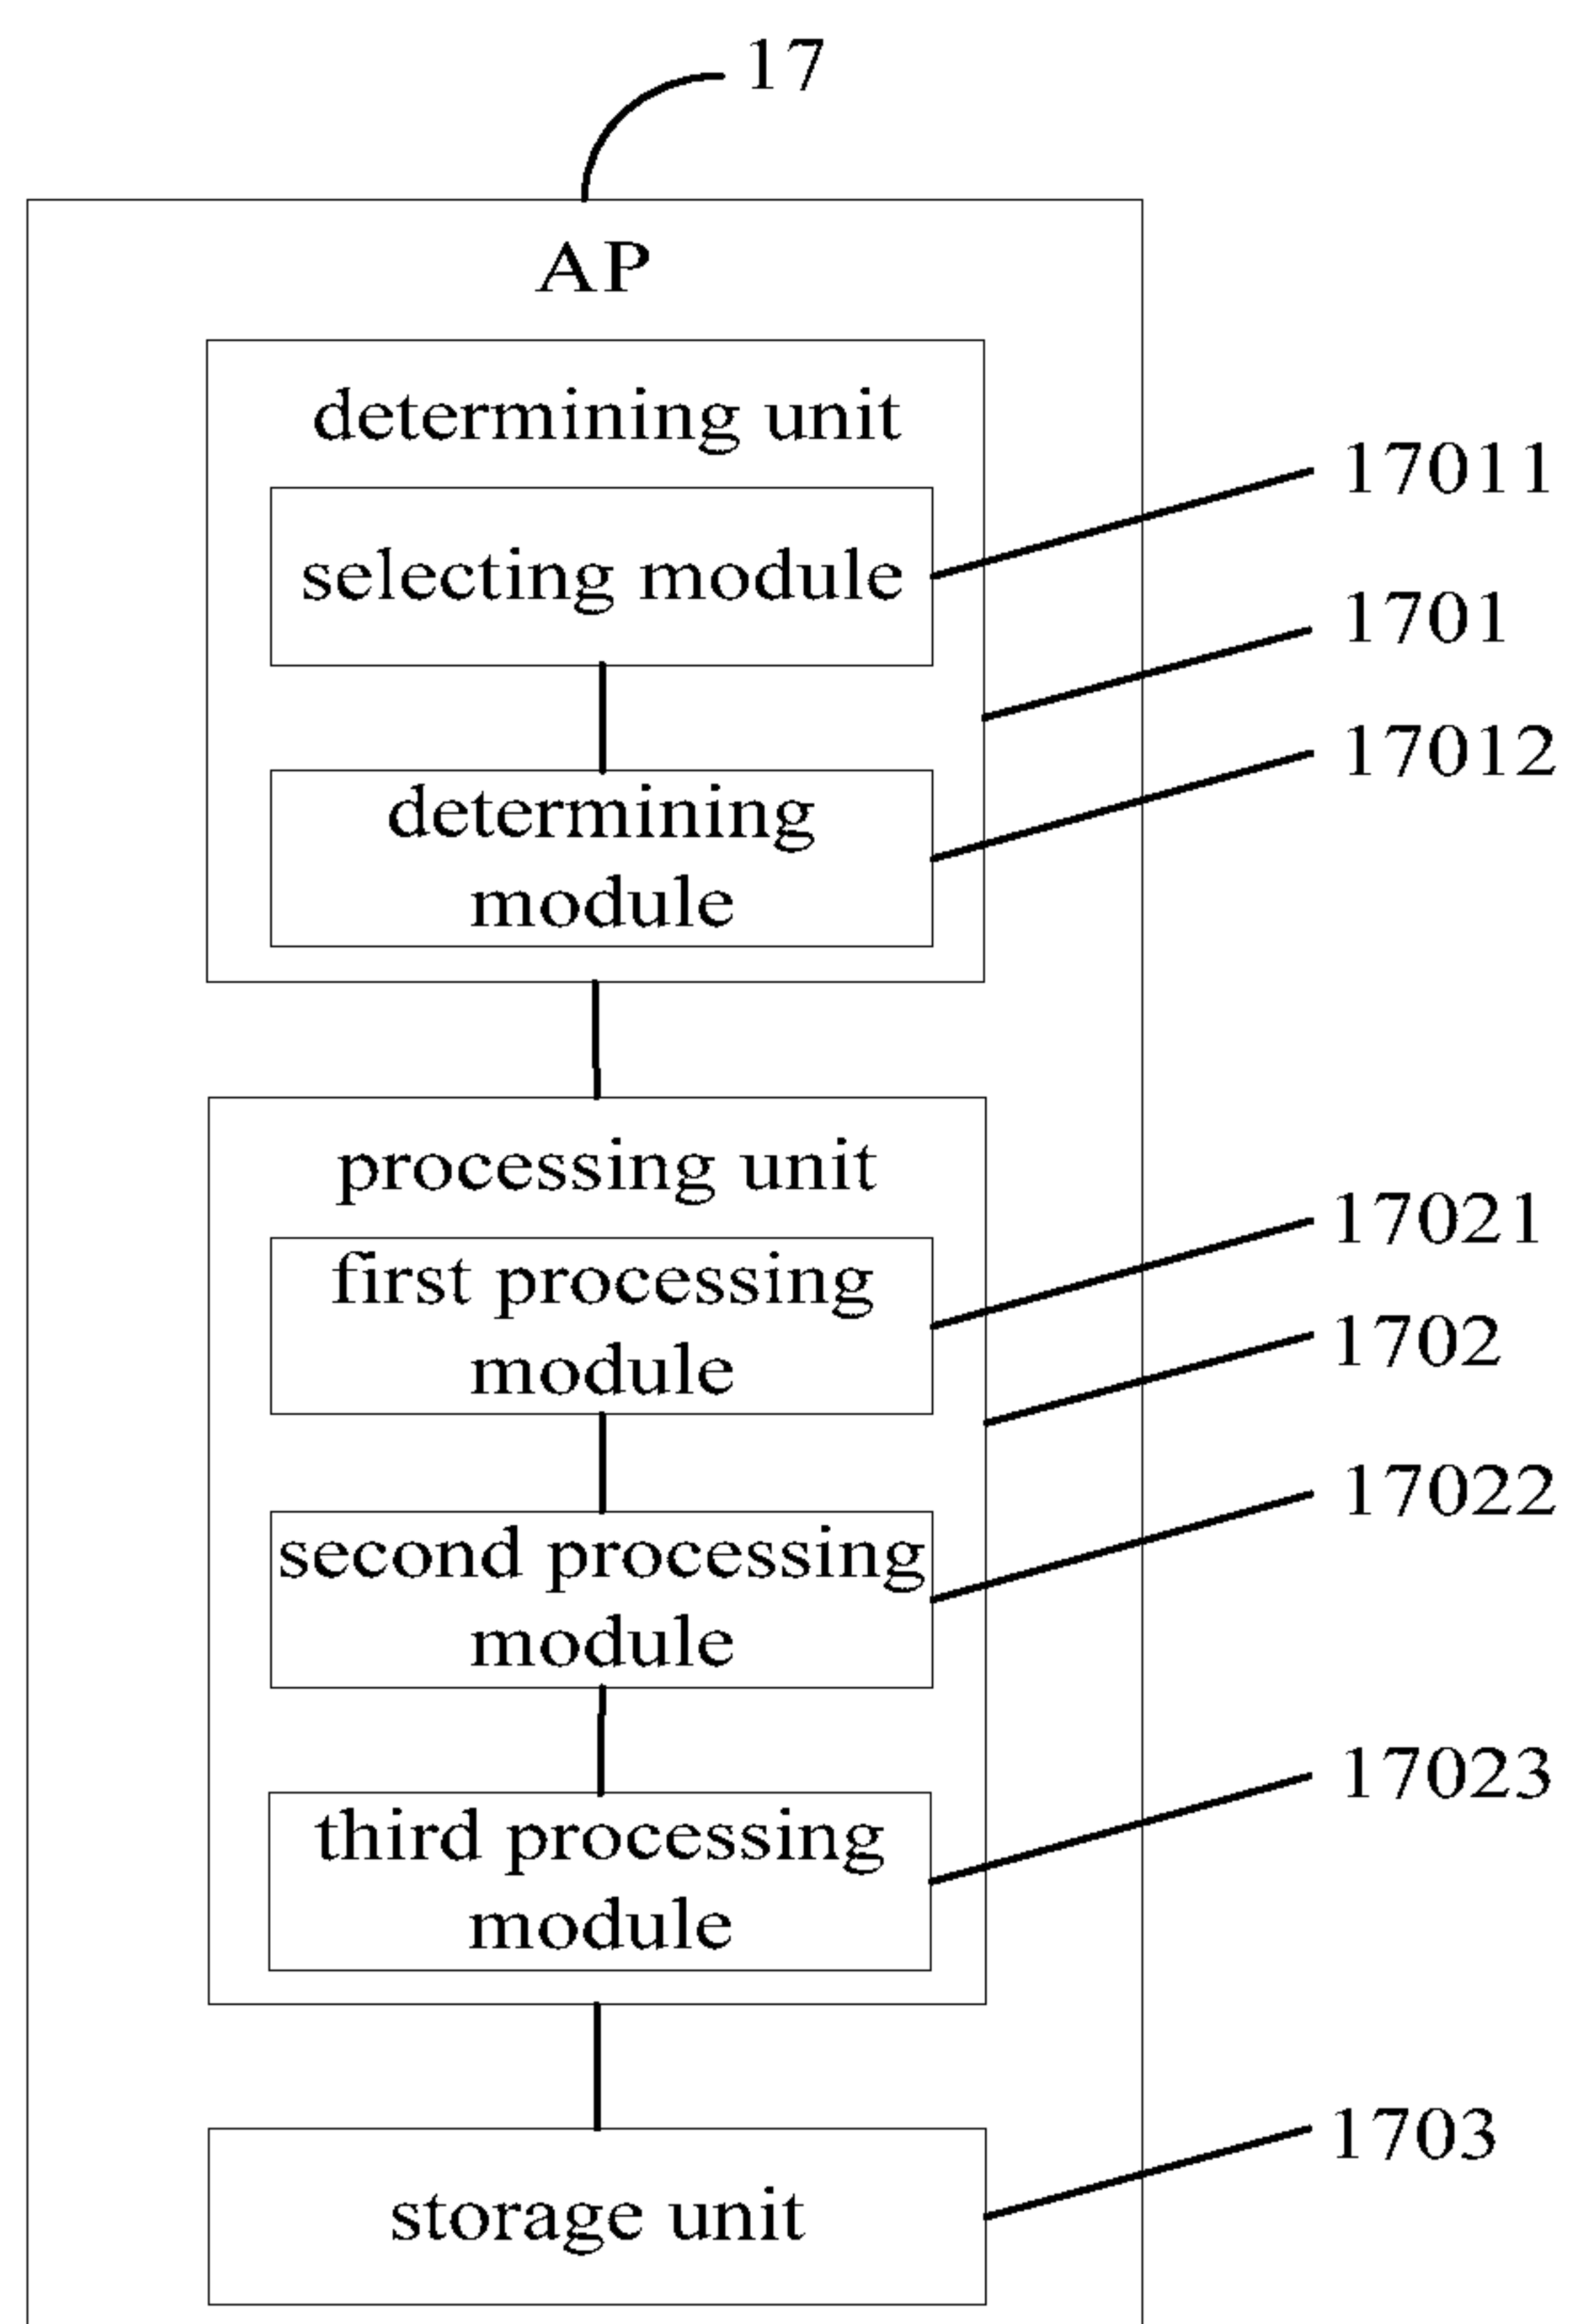 17
AP
determining unit
17011
selecting module
1701
17012
determining
module
processing unit
17021
first processing
module
1702
17022
second processing
module
17023
third processing
module
1703
storage unit